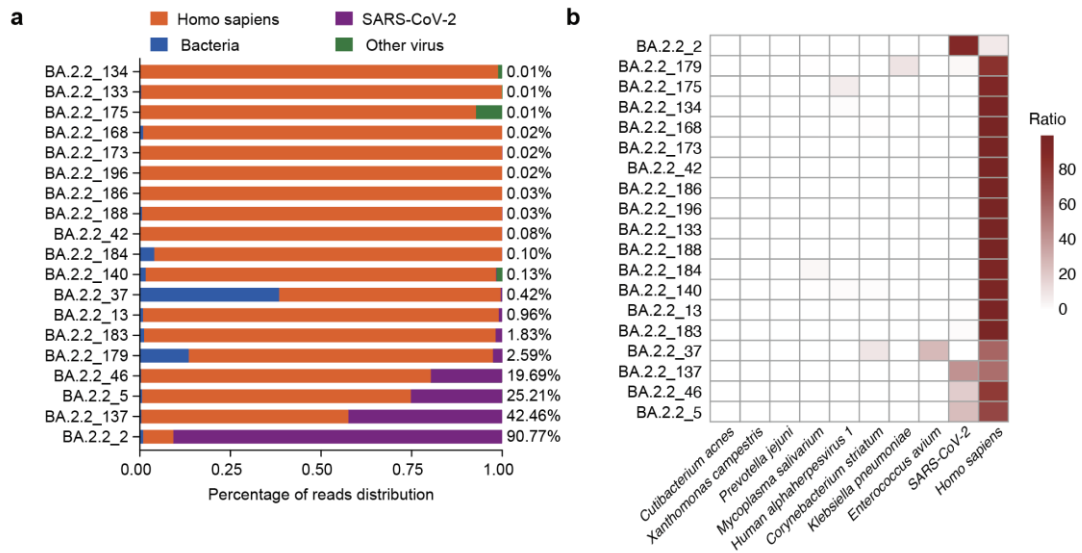 a
Homo sapiens
SARS-CoV-2
Bacteria
Other virus
BA.2.2_134 0.01%
BA.2.2_133 0.01%
BA.2.2_175 0.01%
BA.2.2_168 0.02%
BA.2.2_173 0.02%
BA.2.2_196 0.02%
BA.2.2_186 0.03%
BA.2.2_188 0.03%
BA.2.2_42 0.08%
BA.2.2_184 0.10%
BA.2.2_140 0.13%
BA.2.2_37 0.42%
BA.2.2_13 0.96%
BA.2.2_183 1.83%
BA.2.2_179 2.59%
BA.2.2_46 19.69%
BA.2.2_5 25.21%
BA.2.2_137 42.46%
BA.2.2_2 90.77%
0.00 0.25 0.50 0.75 1.00
Percentage of reads distribution
b
BA.2.2_2
BA.2.2_179
BA.2.2_175
BA.2.2_134
BA.2.2_168
BA.2.2_173
BA.2.2_42
BA.2.2_186
BA.2.2_196
BA.2.2_133
BA.2.2_188
BA.2.2_184
BA.2.2_140
BA.2.2_13
BA.2.2_183
BA.2.2_37
BA.2.2_137
BA.2.2_46
BA.2.2_5
Cutibacterium acnes
Xanthomonas campestris
Prevotella jejuni
Mycoplasma salivarium
Human alphaherpesvirus 1
Corynebacterium striatum
Klebsiella pneumoniae
Enterococcus avium
SARS-CoV-2
Homo sapiens
Ratio
80
60
40
20
0